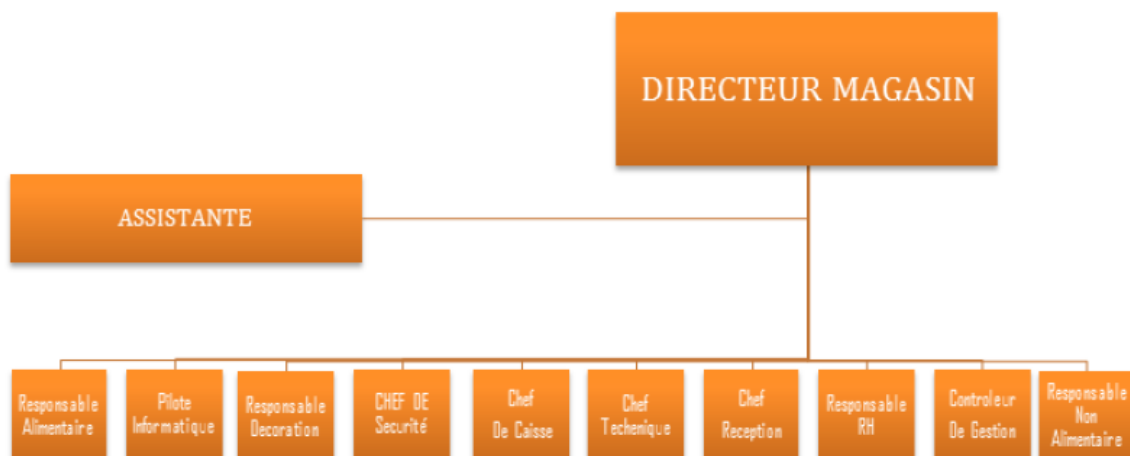 DIRECTEUR MAGASIN
ASSISTANTE
Responsable
Alimentaire
Pilote
Informatique
Responsable
Decoration
CHEF DE
Securité
Chef
De Caisse
Chef
Techenique
Chef
Reception
Responsable
RH
Controleur
De Gestion
Responsable
Non
Alimentaire